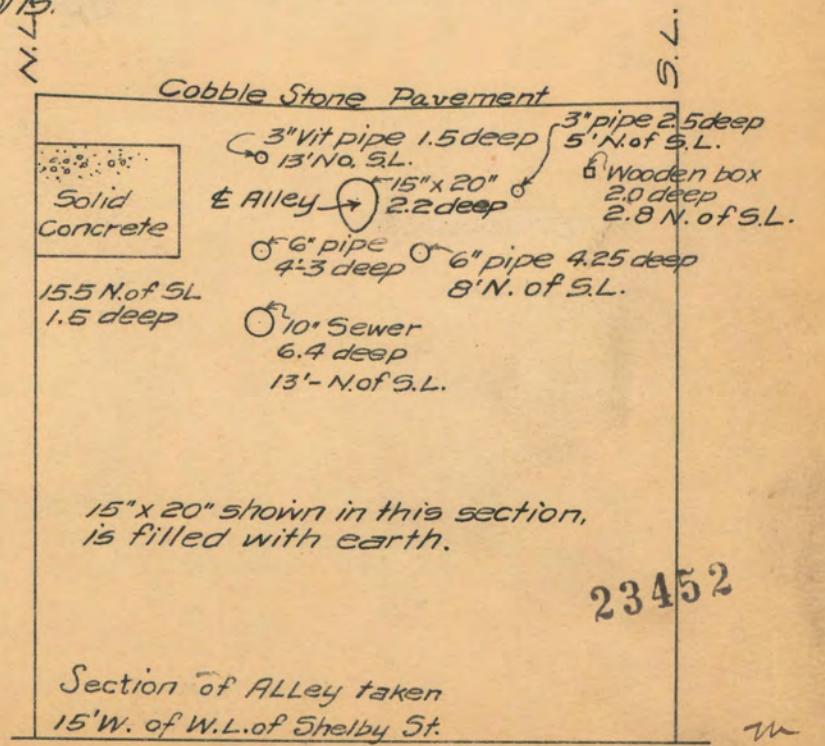 /15.
N.L.
S.L.
Cobble Stone Pavement
3" Vit pipe 1.5 deep
13' No. S.L.
3" pipe 2.5 deep
5' N. of S.L.
Wooden box
2.0 deep
2.8 N. of S.L.
Solid
Concrete
℄ Alley
15" x 20"
2.2 deep
6" pipe
4'-3 deep
6" pipe 4.25 deep
8' N. of S.L.
15.5 N. of SL
1.5 deep
10" Sewer
6.4 deep
13'- N. of S.L.
15" x 20" shown in this section,
is filled with earth.
23452
Section of ALLey taken
15' W. of W.L. of Shelby St.